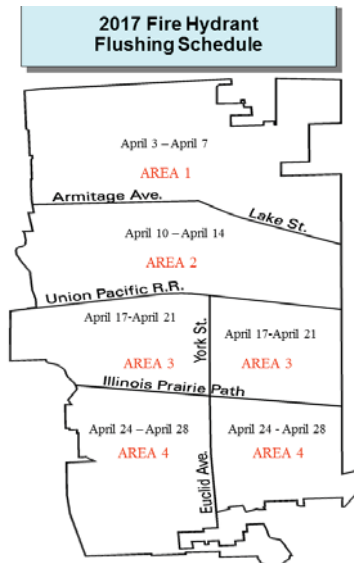 2017 Fire Hydrant
Flushing Schedule
April 3 – April 7
AREA 1
Armitage Ave.
Lake St.
April 10 – April 14
AREA 2
Union Pacific R.R.
April 17-April 21
AREA 3
York St.
April 17-April 21
AREA 3
Illinois Prairie Path
April 24 – April 28
AREA 4
Euclid Ave.
April 24 - April 28
AREA 4